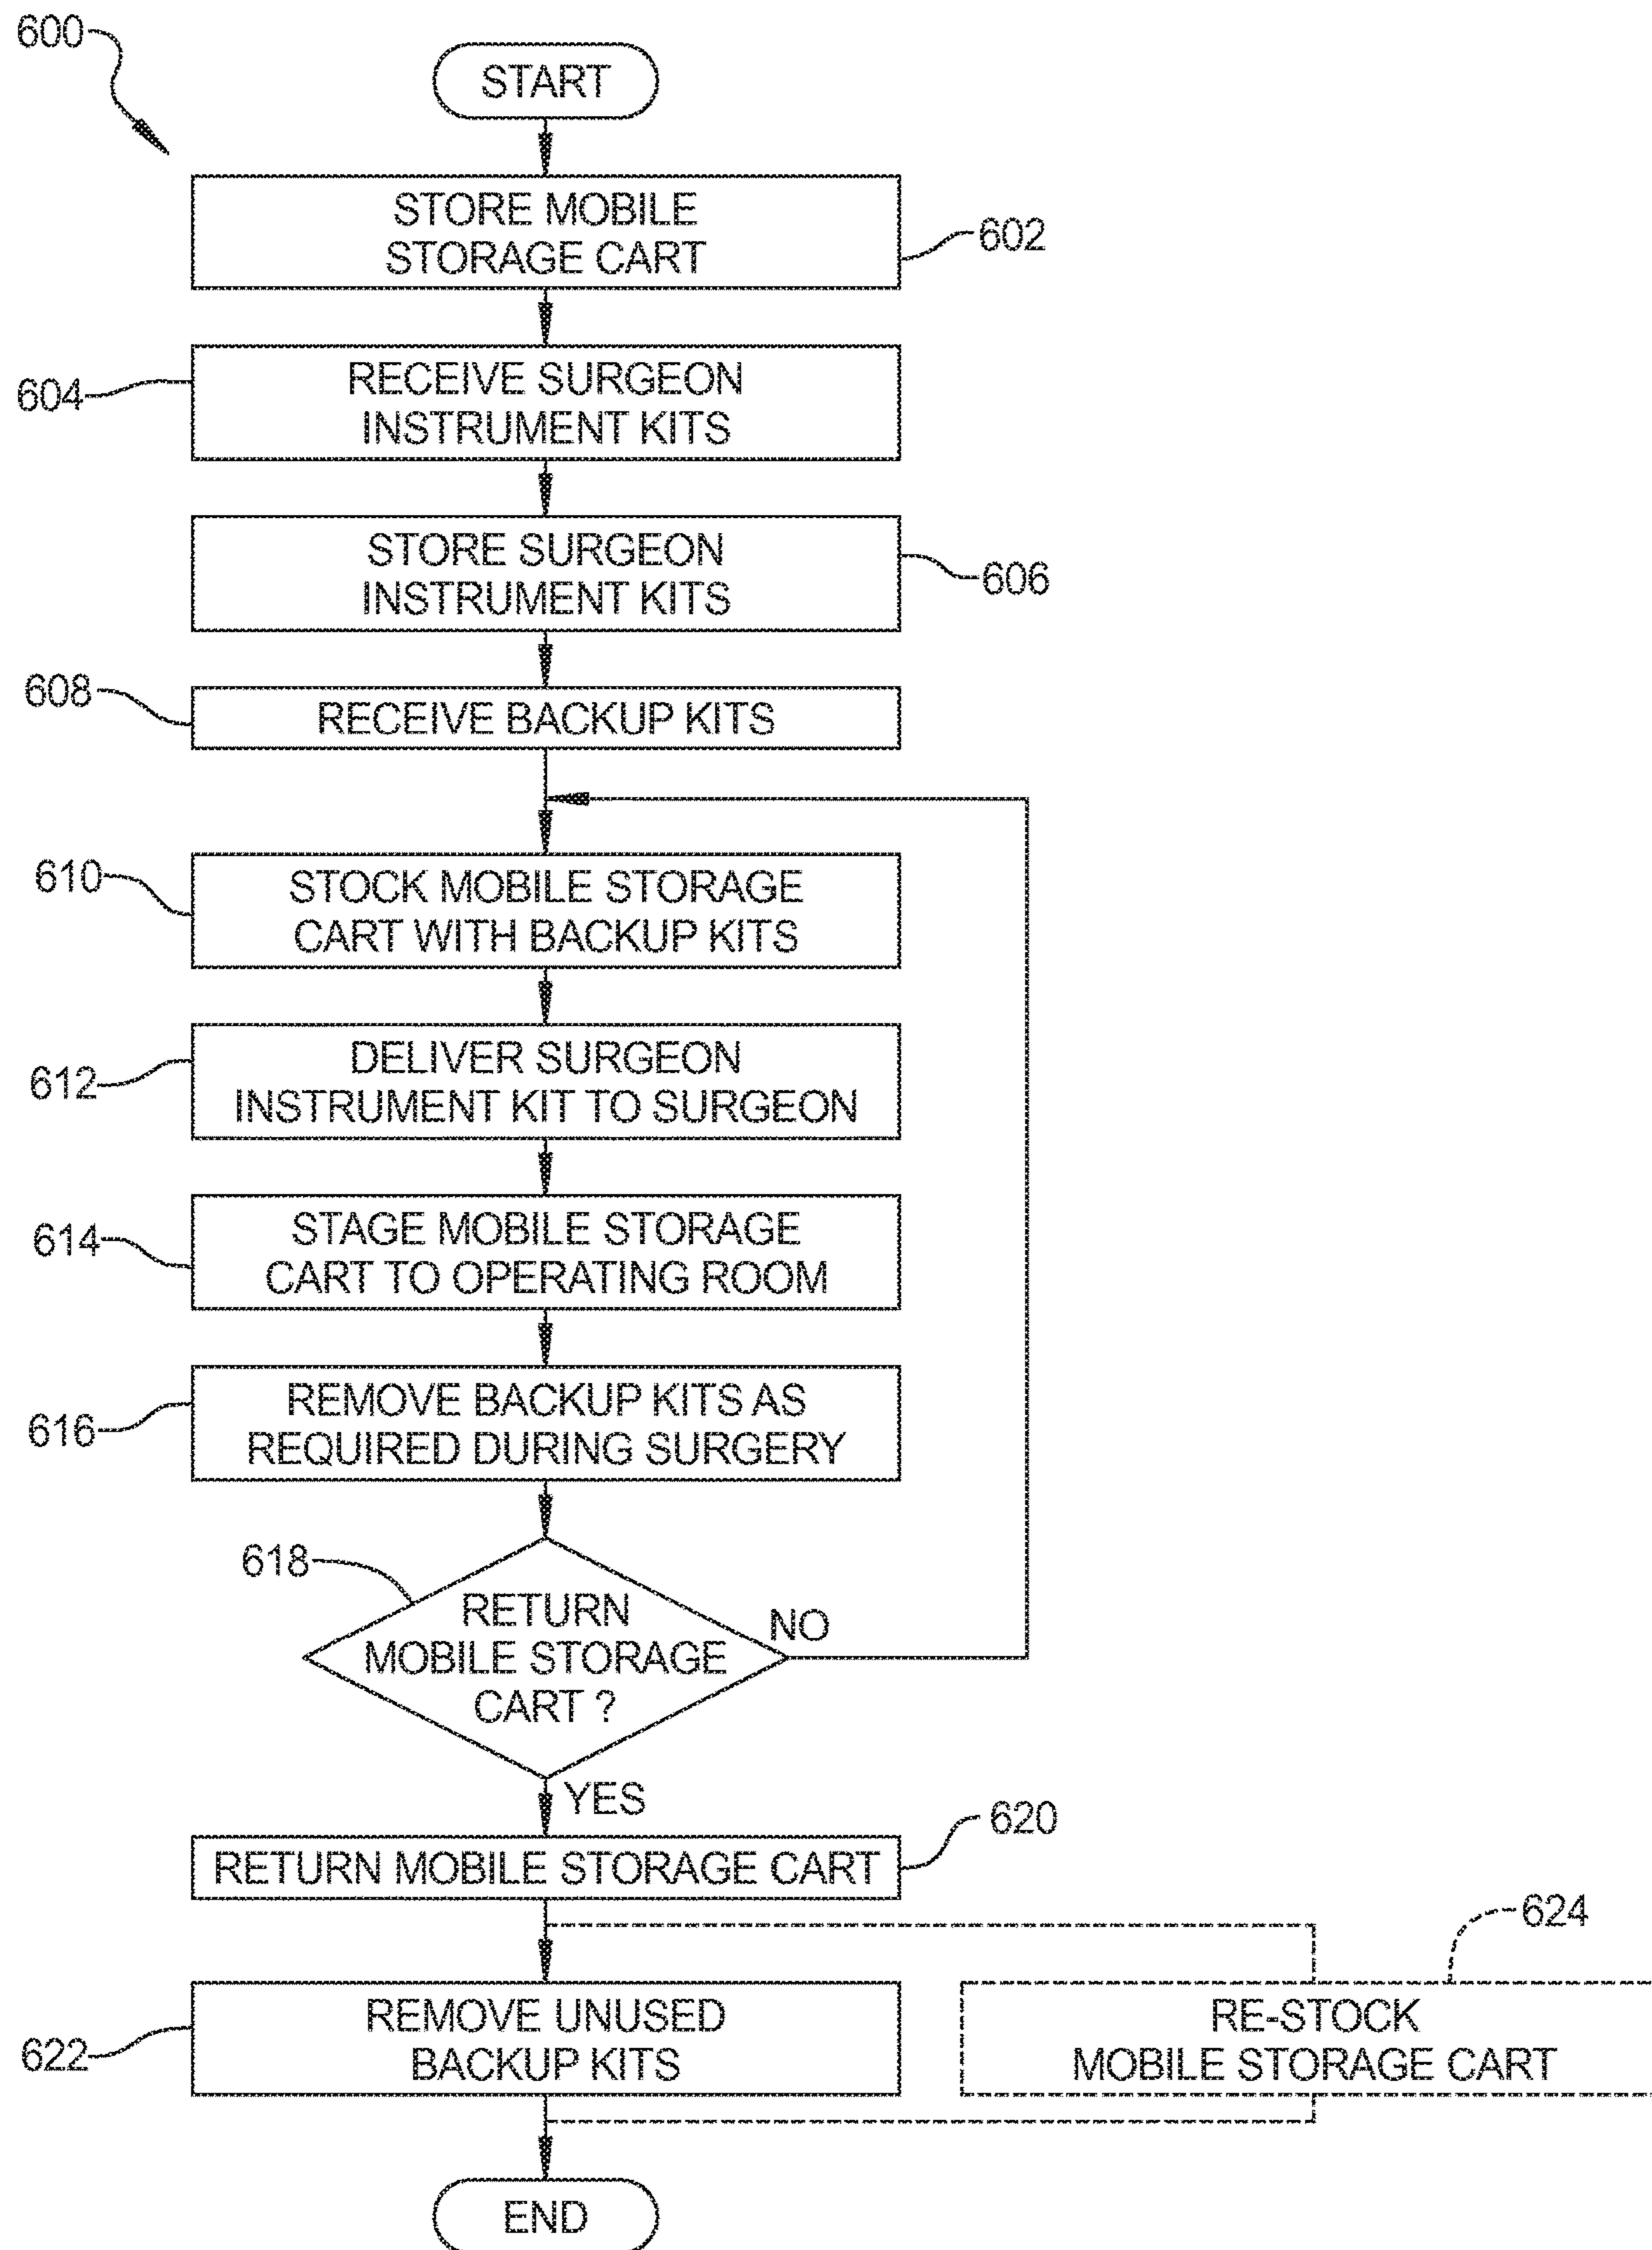 600
START
STORE MOBILE
STORAGE CART
602
604
RECEIVE SURGEON
INSTRUMENT KITS
STORE SURGEON
INSTRUMENT KITS
606
608
RECEIVE BACKUP KITS
610
STOCK MOBILE STORAGE
CART WITH BACKUP KITS
612
DELIVER SURGEON
INSTRUMENT KIT TO SURGEON
614
STAGE MOBILE STORAGE
CART TO OPERATING ROOM
616
REMOVE BACKUP KITS AS
REQUIRED DURING SURGERY
618
RETURN
MOBILE STORAGE
CART ?
NO
YES
620
RETURN MOBILE STORAGE CART
624
622
REMOVE UNUSED
BACKUP KITS
RE-STOCK
MOBILE STORAGE CART
END